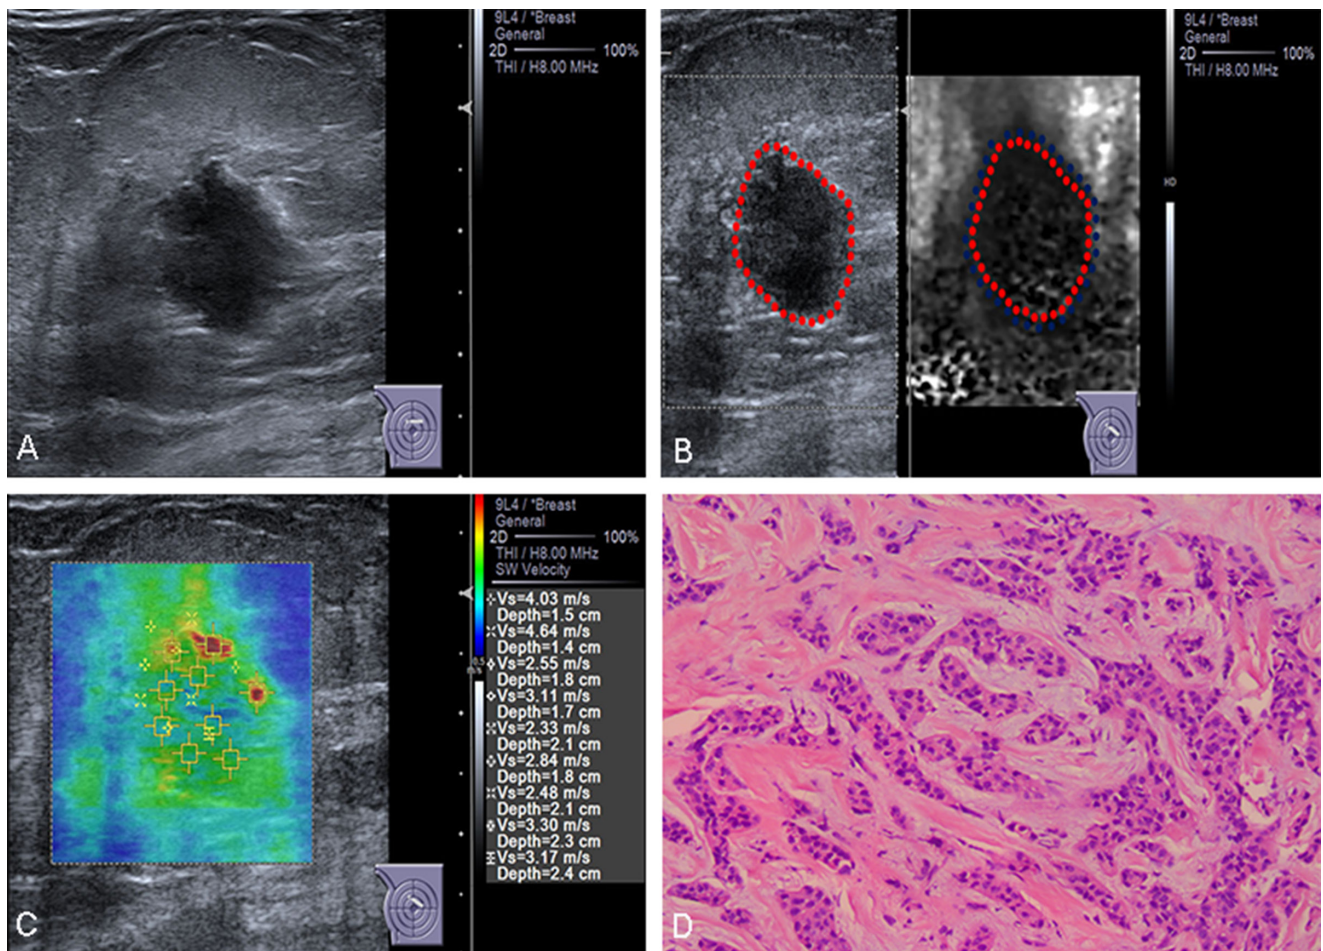 9L4 / *Breast
General
2D 100%
THI / H8.00 MHz
A
9L4 / *Breast
General
2D 100%
THI / H8.00 MHz
B
9L4 / *Breast
General
2D 100%
THI / H8.00 MHz
SW Velocity
Vs=4.03 m/s
Depth=1.5 cm
Vs=4.64 m/s
Depth=1.4 cm
0.5
m/s
Vs=2.55 m/s
Depth=1.8 cm
Vs=3.11 m/s
Depth=1.7 cm
Vs=2.33 m/s
Depth=2.1 cm
Vs=2.84 m/s
Depth=1.8 cm
Vs=2.48 m/s
Depth=2.1 cm
Vs=3.30 m/s
Depth=2.3 cm
Vs=3.17 m/s
Depth=2.4 cm
C
D